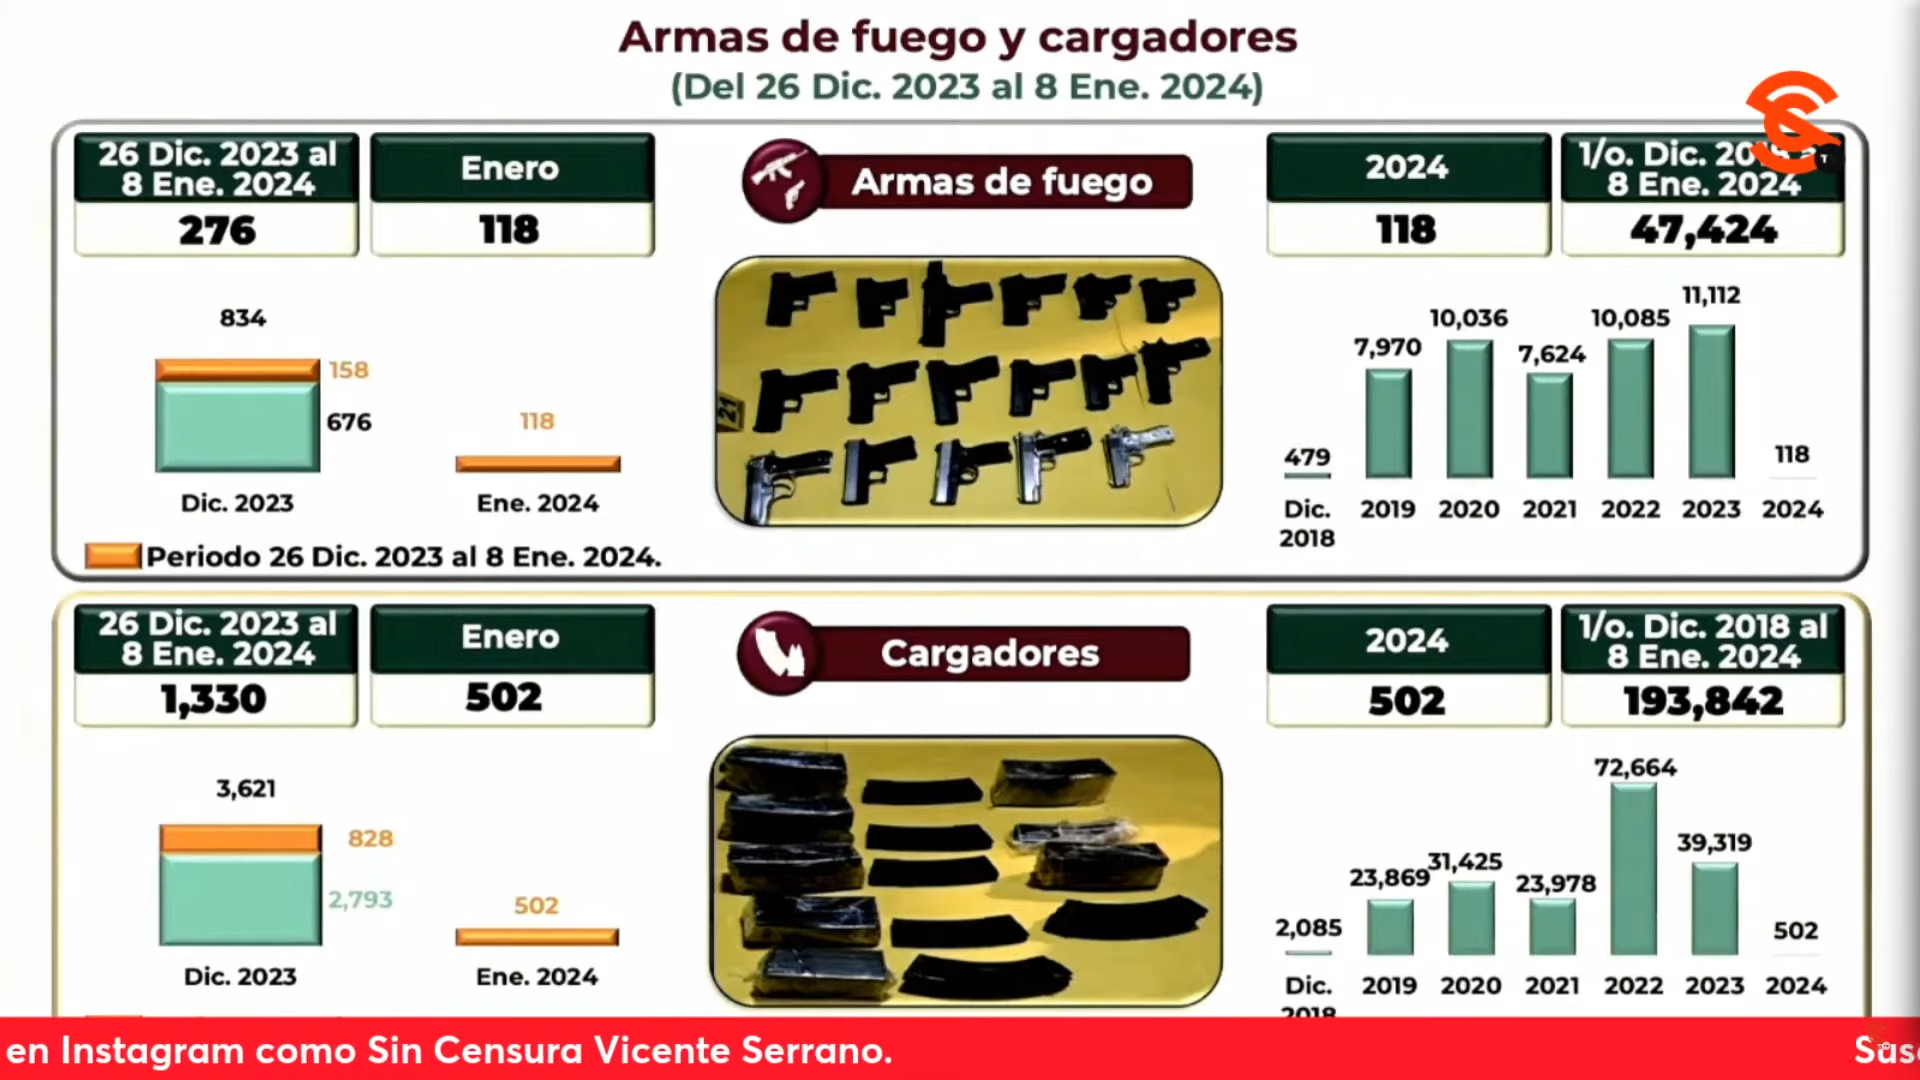 Armas de fuego y cargadores
(Del 26 Dic. 2023 al 8 Ene. 2024)
26 Dic. 2023 al
8 Ene. 2024
276
Enero
118
Armas de fuego
2024
118
1/o. Dic.
8 Ene. 2024
47,424
834
158
676
118
Dic. 2023
Ene. 2024
Periodo 26 Dic. 2023 al 8 Ene. 2024.
21
479
7,970
10,036
7,624
10,085
11,112
118
Dic.
2018
2019
2020
2021
2022
2023
2024
26 Dic. 2023 al
8 Ene. 2024
1,330
Enero
502
Cargadores
2024
502
1/o. Dic. 2018 al
8 Ene. 2024
193,842
3,621
828
2,793
502
Dic. 2023
Ene. 2024
2,085
23,869
31,425
23,978
72,664
39,319
502
Dic.
2018
2019
2020
2021
2022
2023
2024
en Instagram como Sin Censura Vicente Serrano.